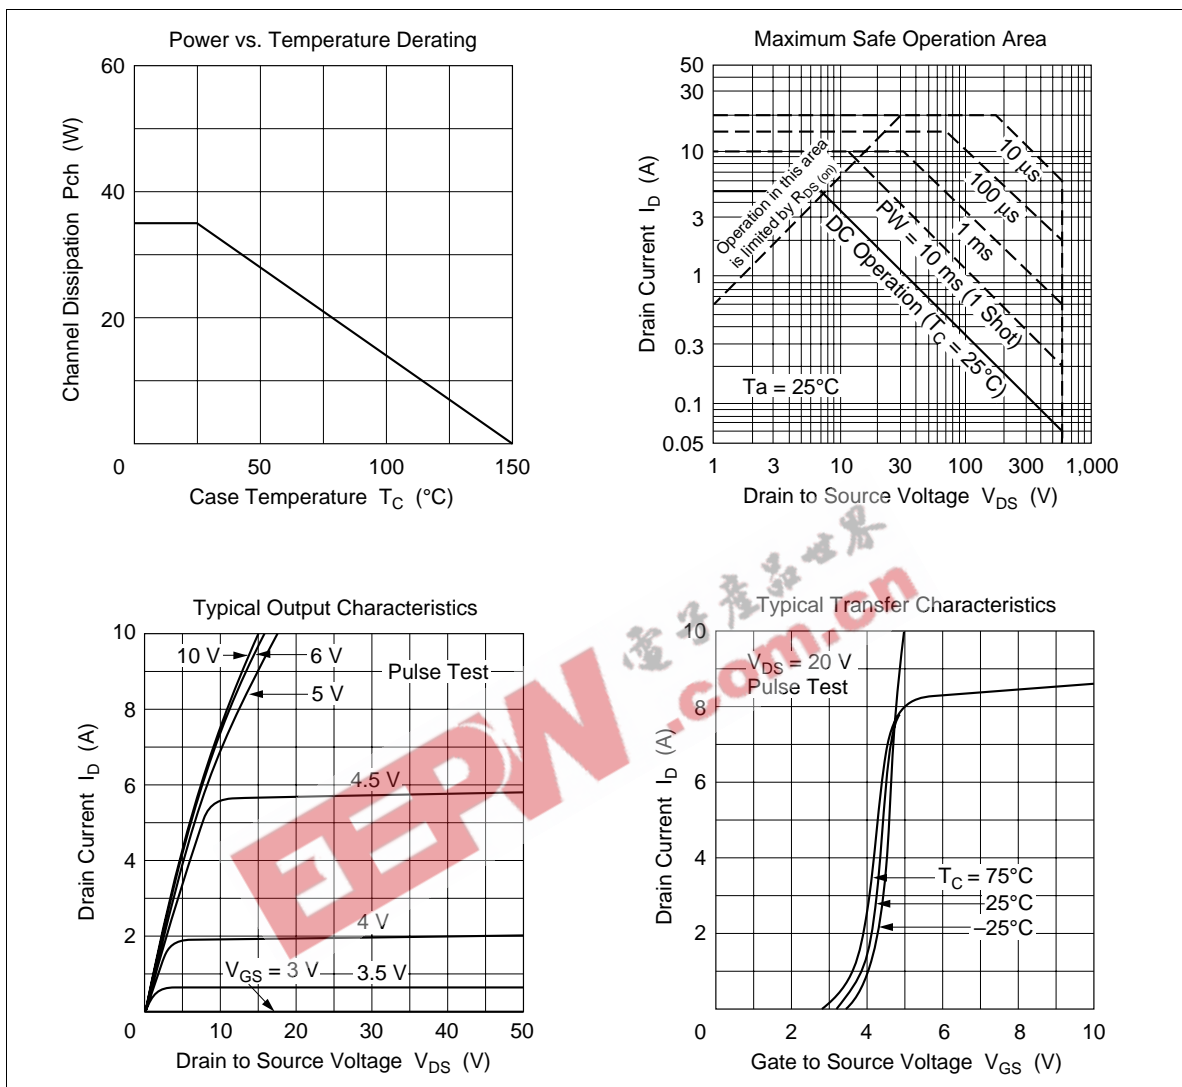 Power vs. Temperature Derating
60
40
20
0
50
100
150
Channel Dissipation Pch (W)
Case Temperature TC (°C)
Maximum Safe Operation Area
50
30
10
3
1
0.3
0.1
0.05
1
3
10
30
100
300
1,000
Drain Current ID (A)
Drain to Source Voltage VDS (V)
Operation in this area
is limited by RDS (on)
10 µs
100 µs
1 ms
PW = 10 ms (1 Shot)
DC Operation (TC = 25°C)
Ta = 25°C
Typical Output Characteristics
10
8
6
4
2
0
10
20
30
40
50
Drain Current ID (A)
Drain to Source Voltage VDS (V)
10 V
6 V
5 V
Pulse Test
4.5 V
4 V
VGS = 3 V
3.5 V
Typical Transfer Characteristics
10
8
6
4
2
0
2
4
6
8
10
Drain Current ID (A)
Gate to Source Voltage VGS (V)
VDS = 20 V
Pulse Test
TC = 75°C
25°C
–25°C
電子產品世界
EEPW.com.cn